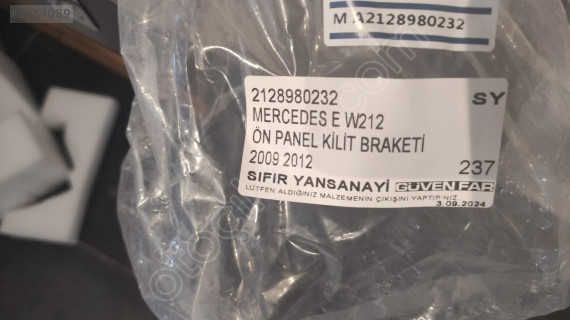 M A2128980232
2128980232
SY
MERCEDES E W212
ÖN PANEL KİLİT BRAKETİ
2009 2012
237
SIFIR YANSANAYİ GÜVEN FAR
LÜTFEN ALDIĞINIZ MALZEMENİN ÇIKIŞINI YAPTIRINIZ.
3.09.2024